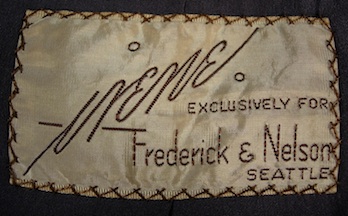 Irene
EXCLUSIVELY FOR
Frederick & Nelson
SEATTLE